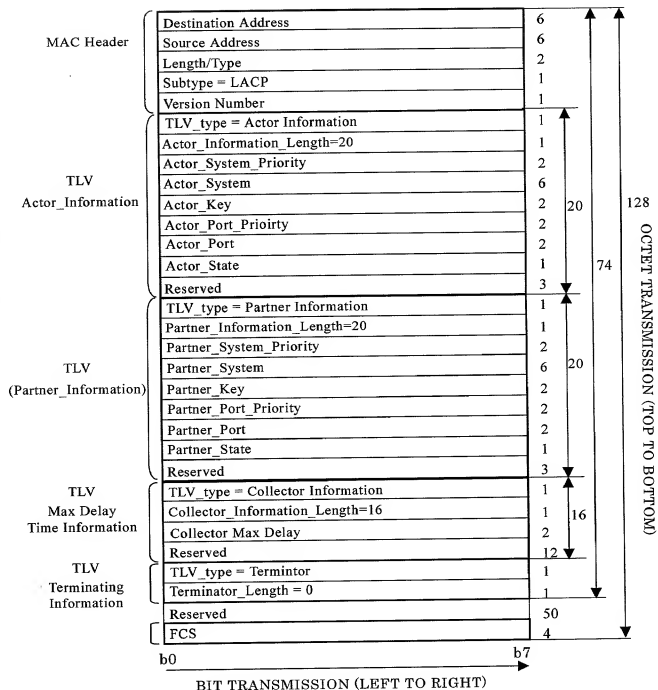 MAC Header
Destination Address 6
Source Address 6
Length/Type 2
Subtype = LACP 1
Version Number 1
TLV
Actor_Information
TLV_type = Actor Information 1
Actor_Information_Length=20 1
Actor_System_Priority 2
Actor_System 6
Actor_Key 2
Actor_Port_Prioirty 2
Actor_Port 2
Actor_State 1
Reserved 3
20
TLV
(Partner_Information)
TLV_type = Partner Information 1
Partner_Information_Length=20 1
Partner_System_Priority 2
Partner_System 6
Partner_Key 2
Partner_Port_Priority 2
Partner_Port 2
Partner_State 1
Reserved 3
20
TLV
Max Delay
Time Information
TLV_type = Collector Information 1
Collector_Information_Length=16 1
Collector Max Delay 2
Reserved 12
16
TLV
Terminating
Information
TLV_type = Termintor 1
Terminator_Length = 0 1
Reserved 50
FCS 4
74
128
OCTET TRANSMISSION (TOP TO BOTTOM)
b0 b7
BIT TRANSMISSION (LEFT TO RIGHT)